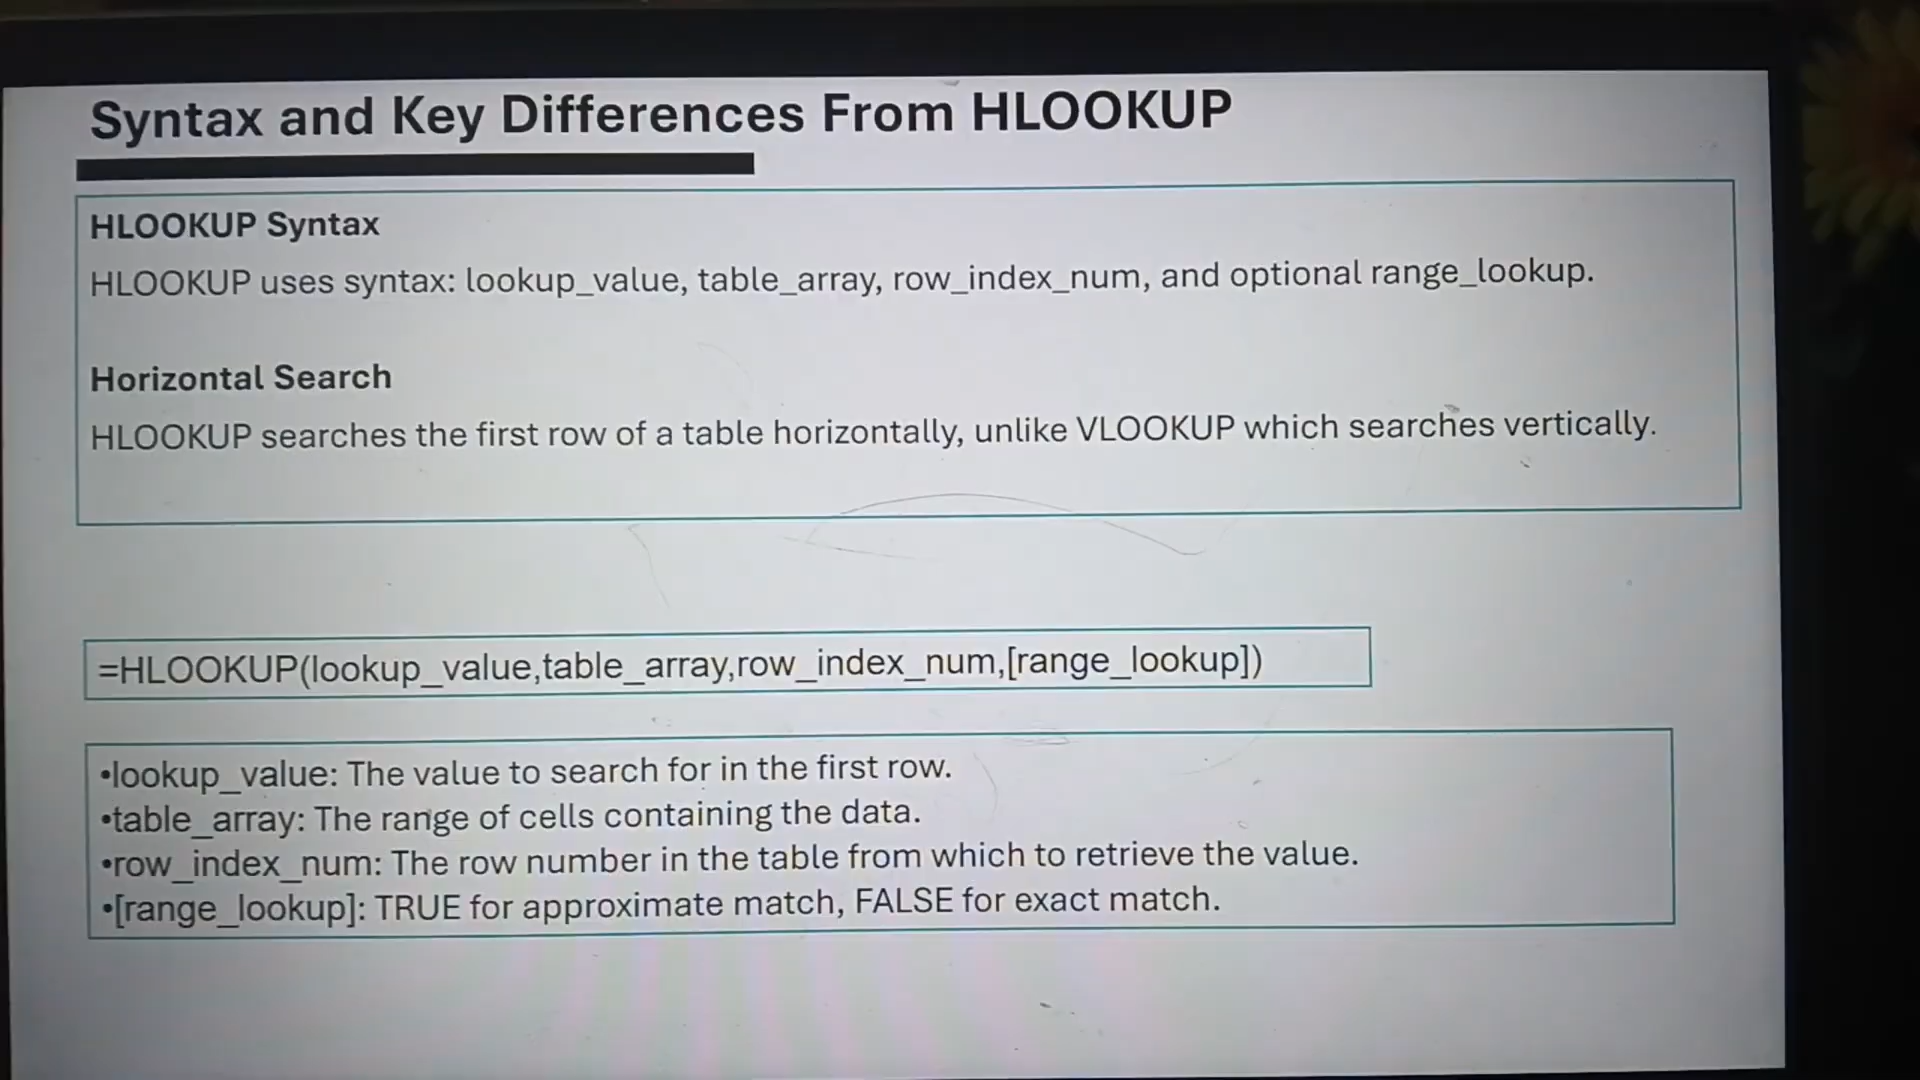 Syntax and Key Differences From HLOOKUP
HLOOKUP Syntax
HLOOKUP uses syntax: lookup_value, table_array, row_index_num, and optional range_lookup.
Horizontal Search
HLOOKUP searches the first row of a table horizontally, unlike VLOOKUP which searches vertically.
=HLOOKUP(lookup_value,table_array,row_index_num,[range_lookup])
•lookup_value: The value to search for in the first row.
•table_array: The range of cells containing the data.
•row_index_num: The row number in the table from which to retrieve the value.
•[range_lookup]: TRUE for approximate match, FALSE for exact match.